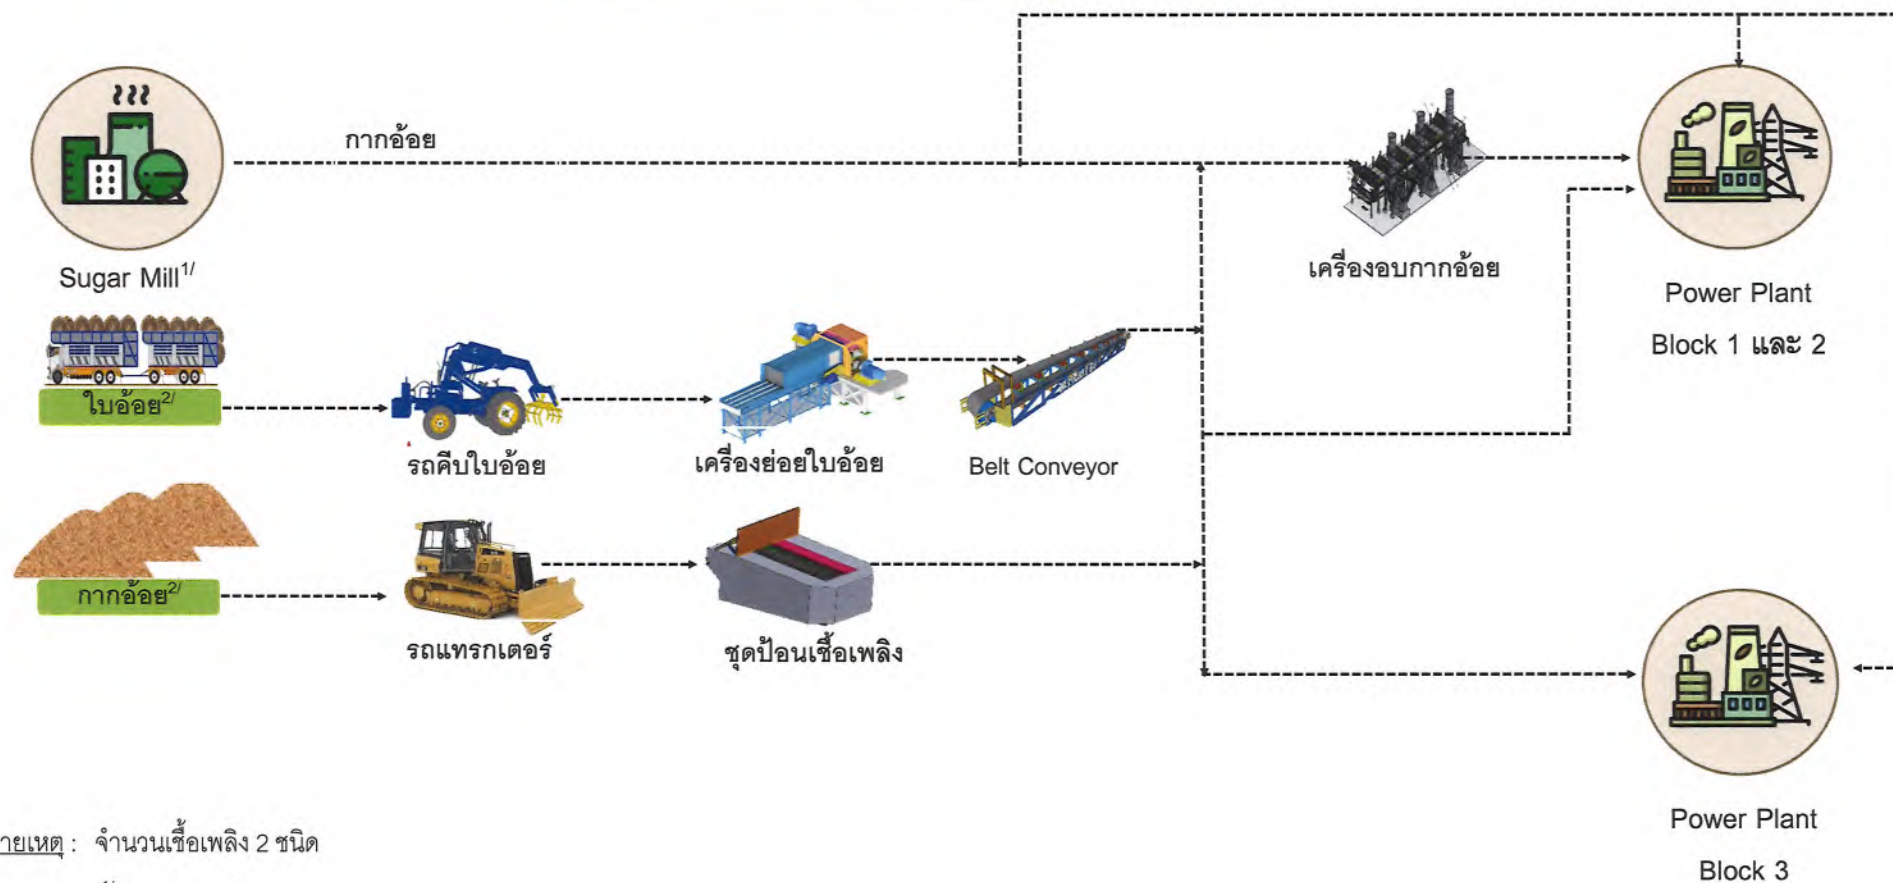 กากอ้อย
Sugar Mill1/
เครื่องอบกากอ้อย
Power Plant
Block 1 และ 2
ใบอ้อย2/
รถคีบใบอ้อย
เครื่องย่อยใบอ้อย
Belt Conveyor
กากอ้อย2/
รถแทรกเตอร์
ชุดป้อนเชื้อเพลิง
Power Plant
Block 3
ายเหตุ : จำนวนเชื้อเพลิง 2 ชนิด